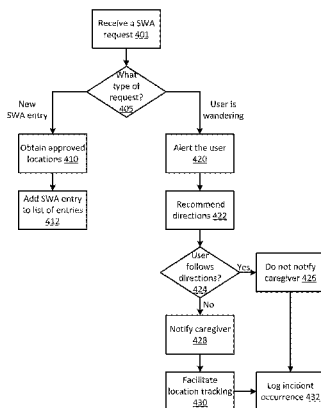 Receive a SWA
request 401
What
type of
request?
405
New
SWA entry
User is
wandering
Obtain approved
locations 410
Alert the user
420
Add SWA entry
to list of entries
412
Recommend
directions 422
User
follows
directions?
424
Yes
Do not notify
caregiver 426
No
Notify caregiver
428
Facilitate
location tracking
430
Log incident
occurrence 432